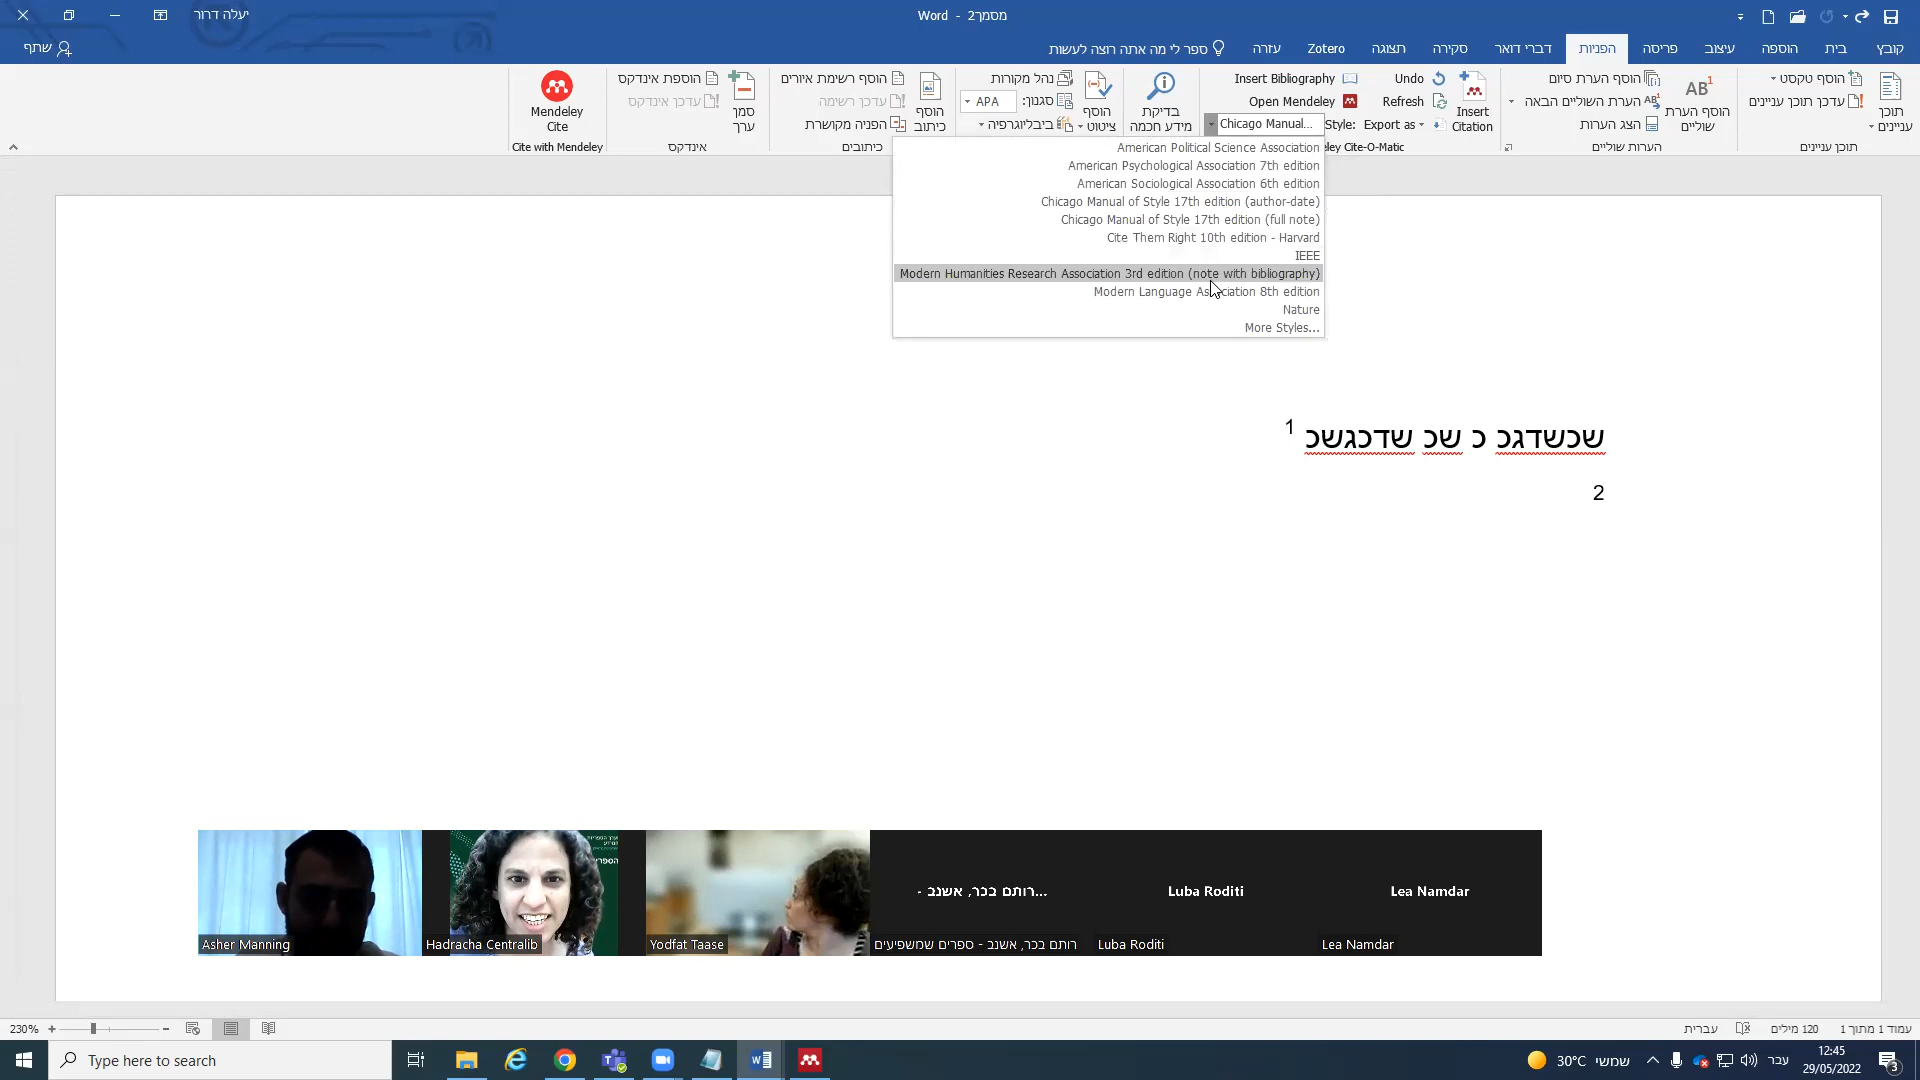 יעלה דרור
מסמך2 - Word
קובץ
בית
הוספה
עיצוב
פריסה
הפניות
דברי דואר
סקירה
תצוגה
Zotero
עזרה
ספר לי מה אתה רוצה לעשות
שתף
תוכן
עניינים
הוסף טקסט
עדכן תוכן עניינים
תוכן עניינים
AB1
הוסף הערת
שוליים
הוסף הערת סיום
הערת השוליים הבאה
הצג הערות
הערות שוליים
Insert
Citation
Undo
Refresh
Export as
Insert Bibliography
Open Mendeley
Style:
Chicago Manual...
ley Cite-O-Matic
בדיקת
מידע חכמה
הוסף
ציטוט
נהל מקורות
סגנון:
APA
ביבליוגרפיה
הוסף
כיתוב
הוסף רשימת איורים
עדכן רשימה
הפניה מקושרת
כיתובים
סמך
ערך
הוספת אינדקס
עדכן אינדקס
אינדקס
Mendeley
Cite
Cite with Mendeley
American Political Science Association
American Psychological Association 7th edition
American Sociological Association 6th edition
Chicago Manual of Style 17th edition (author-date)
Chicago Manual of Style 17th edition (full note)
Cite Them Right 10th edition - Harvard
IEEE
Modern Humanities Research Association 3rd edition (note with bibliography)
Modern Language Association 8th edition
Nature
More Styles...
שכשדגכ כ שכ שדכגשכ 1
2
Asher Manning
Hadracha Centralib
Yodfat Taase
רותם בכר, אשנב -...
רותם בכר, אשנב - ספרים שמשפיעים
Luba Roditi
Luba Roditi
Lea Namdar
Lea Namdar
עמוד 1 מתוך 1
120 מילים
עברית
230%
Type here to search
30°C שמשי
עבר
12:45
29/05/2022
3